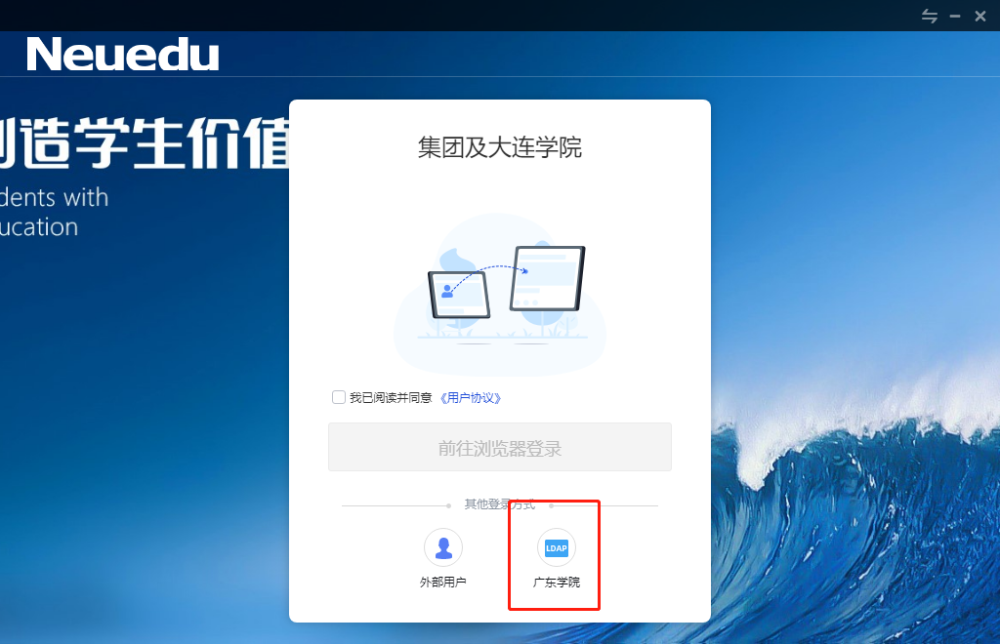 Neuedu
造学生价值
dents with
ucation
集团及大连学院
我已阅读并同意《用户协议》
前往浏览器登录
其他登录方式
LDAP
外部用户
广东学院